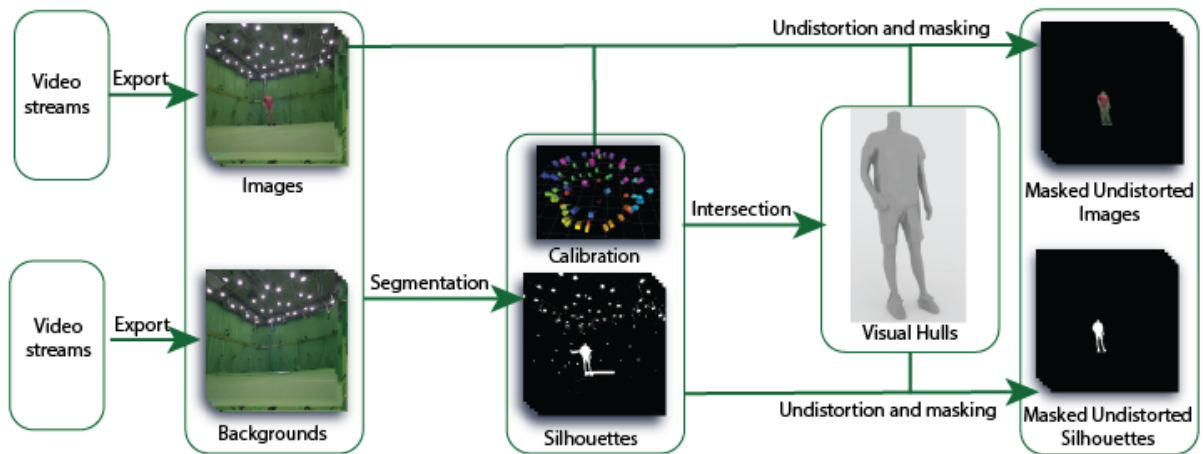 Video
streams
Export
Images
Undistortion and masking
Masked Undistorted
Images
Calibration
Intersection
Visual Hulls
Video
streams
Export
Backgrounds
Segmentation
Silhouettes
Undistortion and masking
Masked Undistorted
Silhouettes